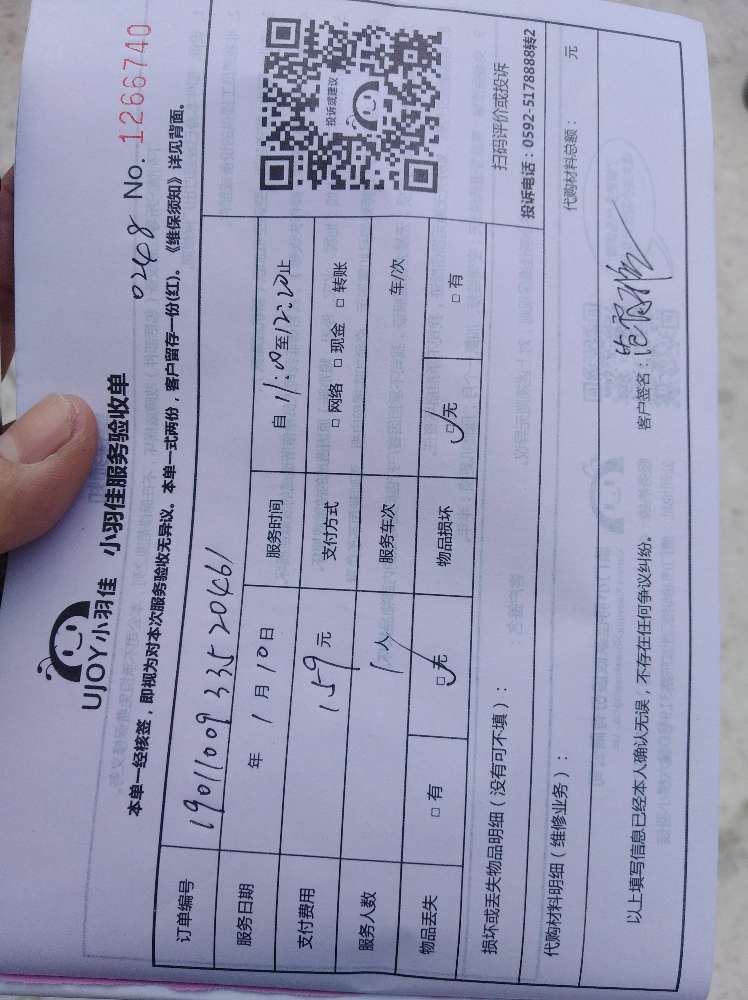 UJOY小羽佳 小羽佳服务验收单
0248 No. 1266740
本单一经核签，即视为对本次服务验收无异议。本单一式两份，客户留存一份(红)。《维保须知》详见背面。
订单编号 19011009 335 20461
投诉或建议
服务日期 年 1 月 10 日 服务时间 自 11:00 至 12:20 止
支付费用 159 元 支付方式 □ 网络 □ 现金 □ 转账
服务人数 1 人 服务车次 车/次
物品丢失 □ 有 □ 无 物品损坏 □ 无 □ 有
扫码评价或投诉
投诉电话：0592-5178888转2
损坏或丢失物品明细（没有可不填）：
代购材料明细（维修业务）： 代购材料总额： 元
以上填写信息已经本人确认无误，不存在任何争议纠纷。 客户签名：